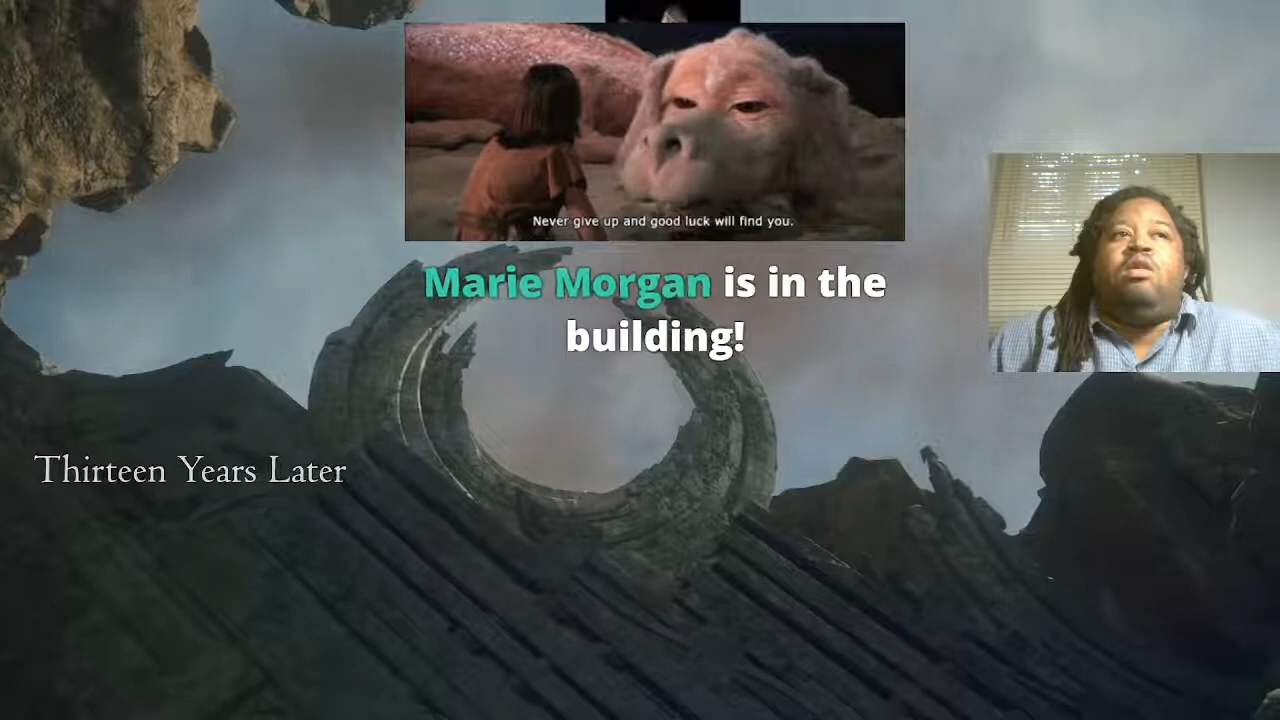 Never give up and good luck will find you.
Marie Morgan is in the
building!
Thirteen Years Later